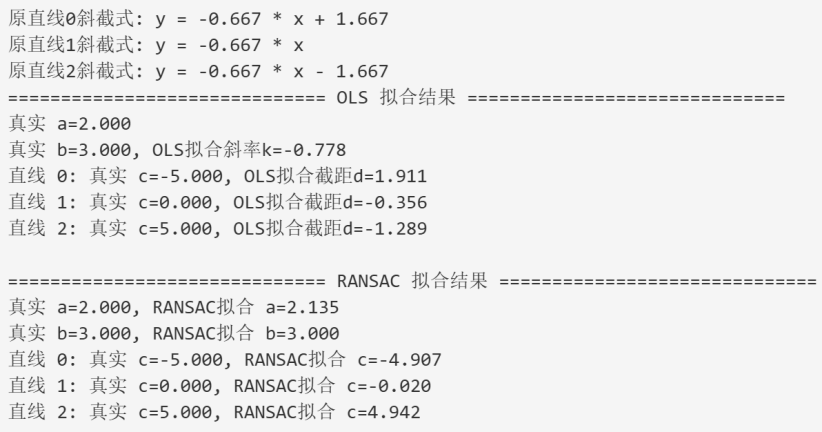 原直线0斜截式: y = -0.667 * x + 1.667
原直线1斜截式: y = -0.667 * x
原直线2斜截式: y = -0.667 * x - 1.667
============================== OLS 拟合结果 ==============================
真实 a=2.000
真实 b=3.000, OLS拟合斜率k=-0.778
直线 0: 真实 c=-5.000, OLS拟合截距d=1.911
直线 1: 真实 c=0.000, OLS拟合截距d=-0.356
直线 2: 真实 c=5.000, OLS拟合截距d=-1.289
============================== RANSAC 拟合结果 ==============================
真实 a=2.000, RANSAC拟合 a=2.135
真实 b=3.000, RANSAC拟合 b=3.000
直线 0: 真实 c=-5.000, RANSAC拟合 c=-4.907
直线 1: 真实 c=0.000, RANSAC拟合 c=-0.020
直线 2: 真实 c=5.000, RANSAC拟合 c=4.942